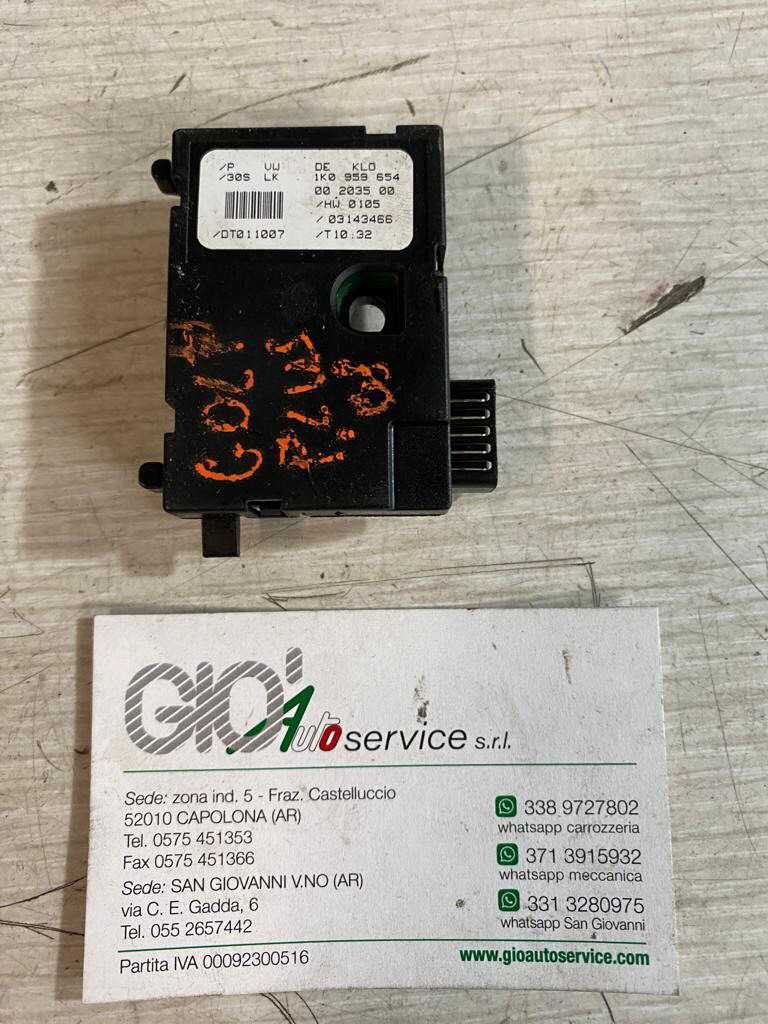 /P VW DE KLO
/30S LK 1K0 959 654
00 2035 00
/HW 0105
/ 03143466
/DT011007 /T10:32
GOLF
PLUS
GIO' Autoservice s.r.l.
Sede: zona ind. 5 - Fraz. Castelluccio
52010 CAPOLONA (AR)
Tel. 0575 451353
Fax 0575 451366
Sede: SAN GIOVANNI V.NO (AR)
via C. E. Gadda, 6
Tel. 055 2657442
Partita IVA 00092300516
338 9727802
whatsapp carrozzeria
371 3915932
whatsapp meccanica
331 3280975
whatsapp San Giovanni
www.gioautoservice.com